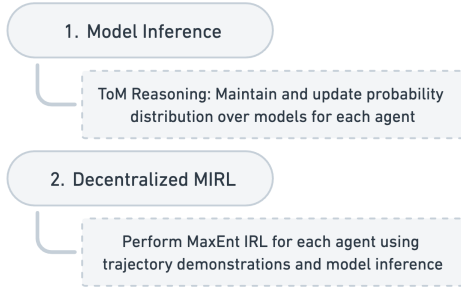 1. Model Inference
ToM Reasoning: Maintain and update probability
distribution over models for each agent
2. Decentralized MIRL
Perform MaxEnt IRL for each agent using
trajectory demonstrations and model inference